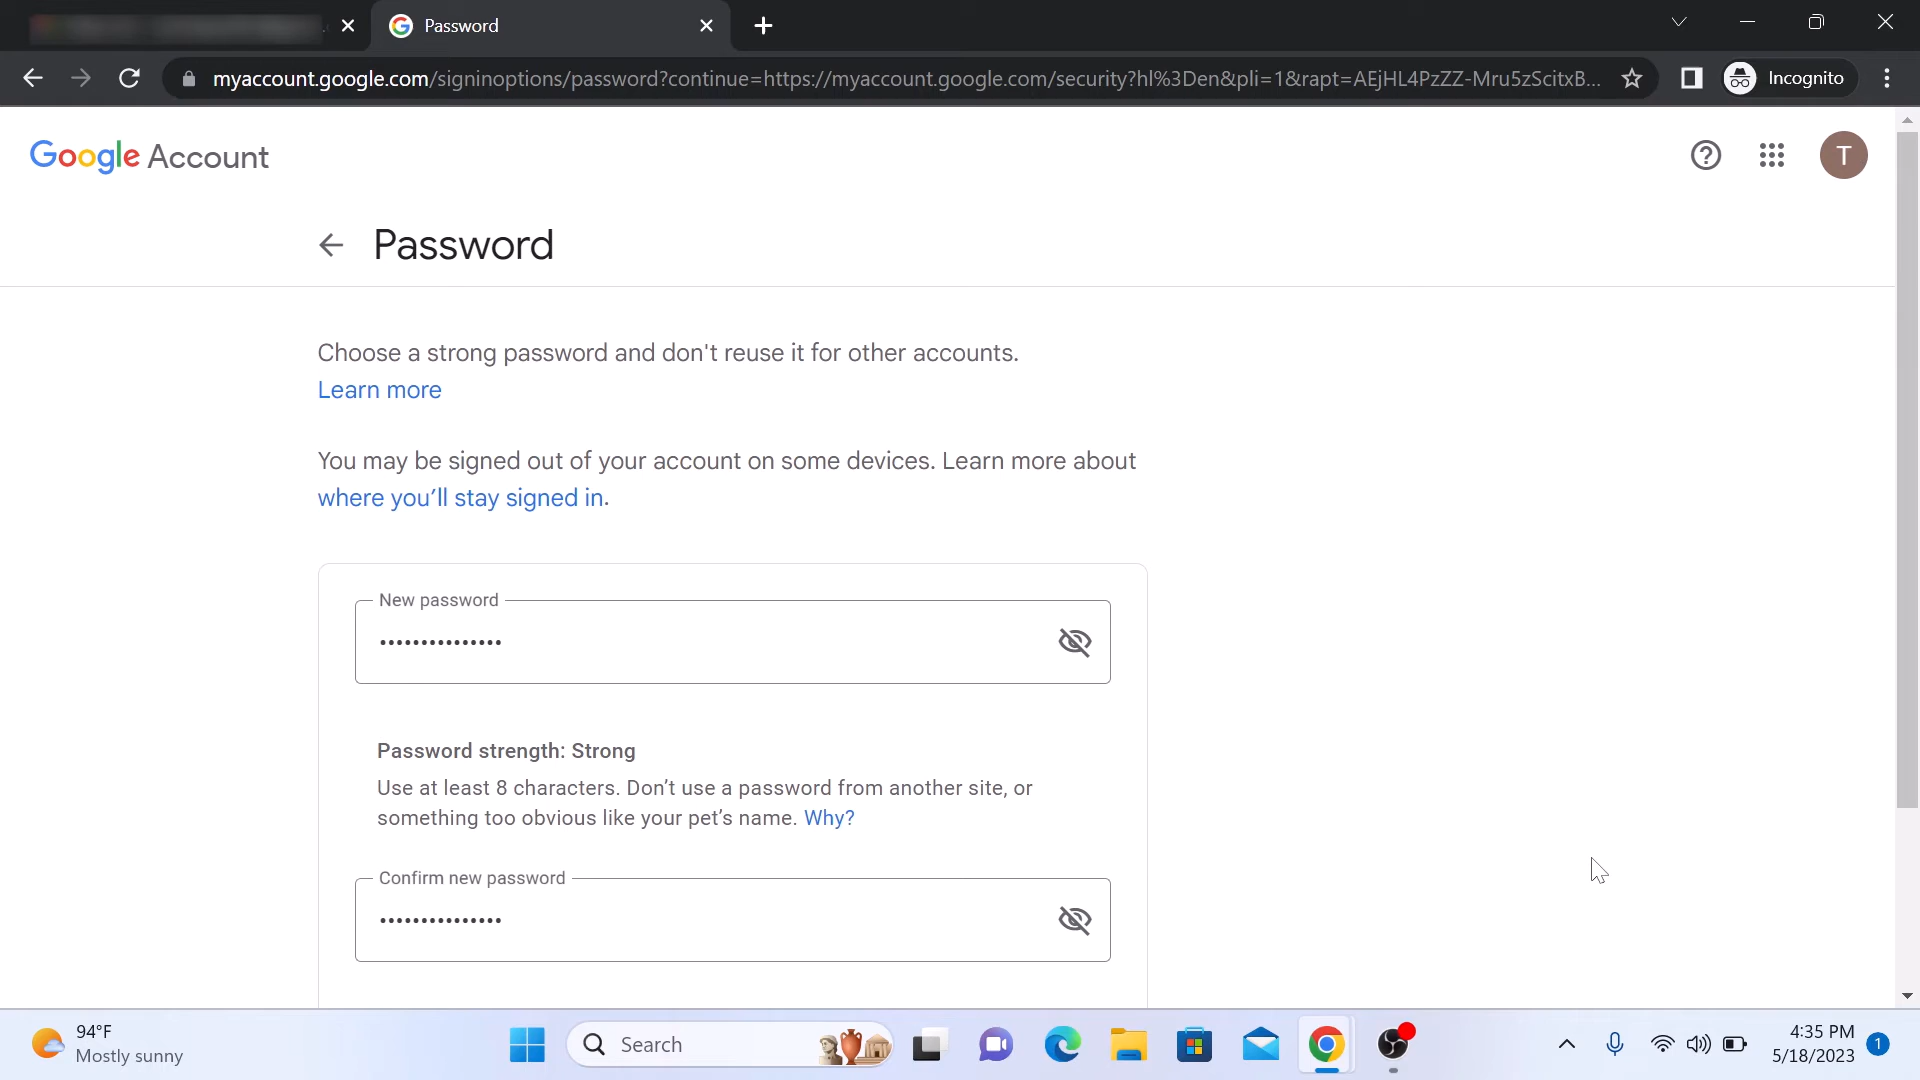 Password
myaccount.google.com/signinoptions/password?continue=https://myaccount.google.com/security?hl%3Den&pli=1&rapt=AEjHL4PzZZ-Mru5zScitxB...
Incognito
Google Account
T
Password
Choose a strong password and don't reuse it for other accounts.
Learn more
You may be signed out of your account on some devices. Learn more about
where you’ll stay signed in.
New password
•••••••••••••••
Password strength: Strong
Use at least 8 characters. Don’t use a password from another site, or
something too obvious like your pet’s name. Why?
Confirm new password
•••••••••••••••
94°F
Mostly sunny
Search
4:35 PM
5/18/2023
1